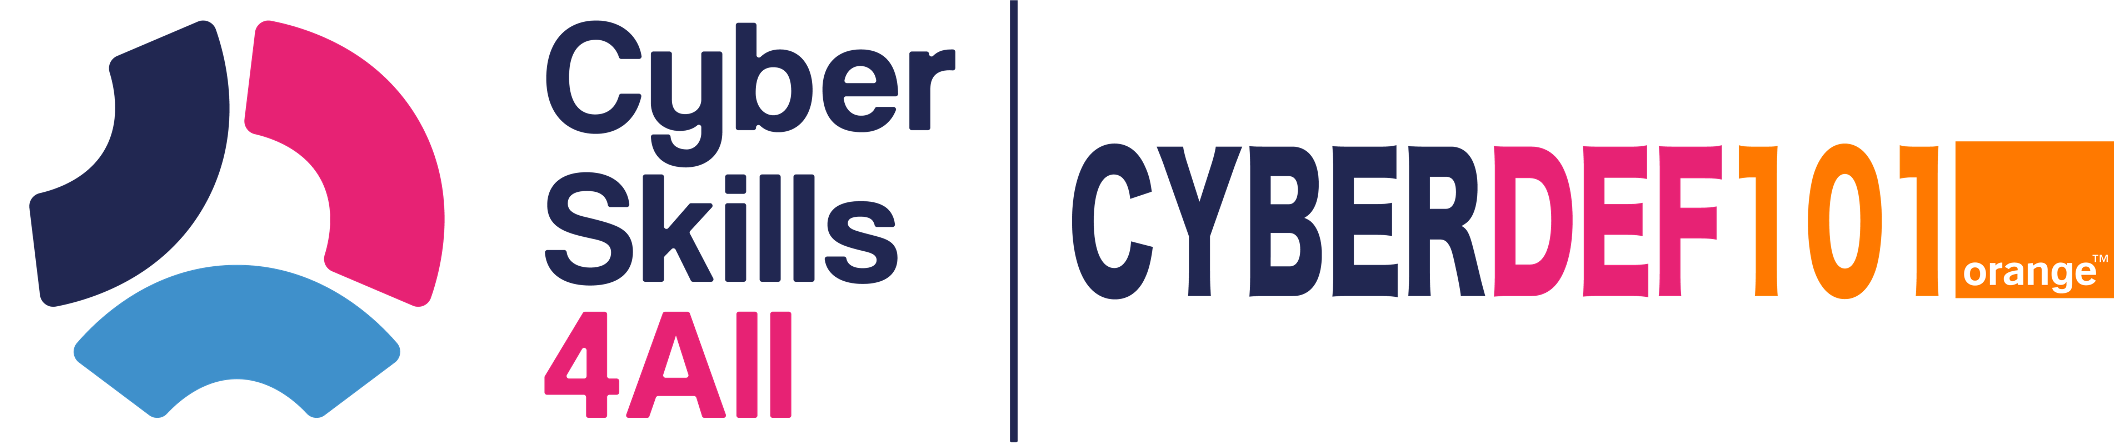 Cyber
Skills
4All
CYBERDEF101
orange™